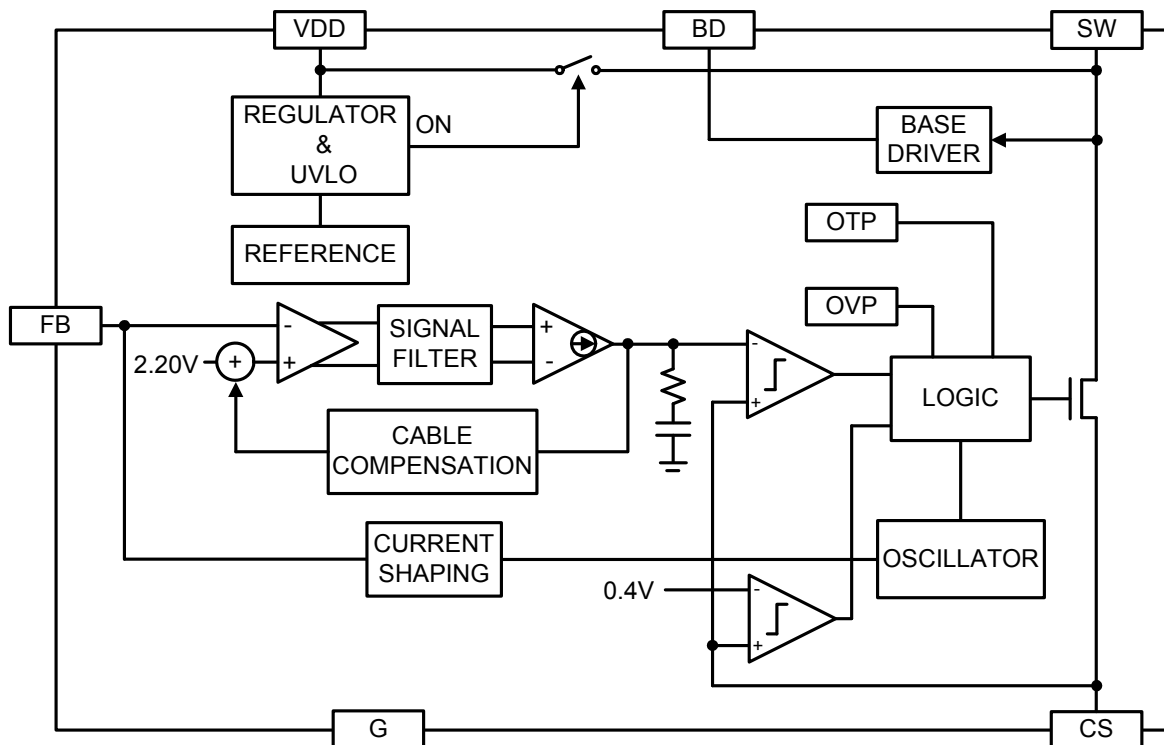 VDD
BD
SW
REGULATOR
&
UVLO
ON
BASE
DRIVER
REFERENCE
OTP
OVP
FB
-
+
2.20V
+
SIGNAL
FILTER
+
-
-
+
LOGIC
CABLE
COMPENSATION
CURRENT
SHAPING
OSCILLATOR
0.4V
-
+
G
CS